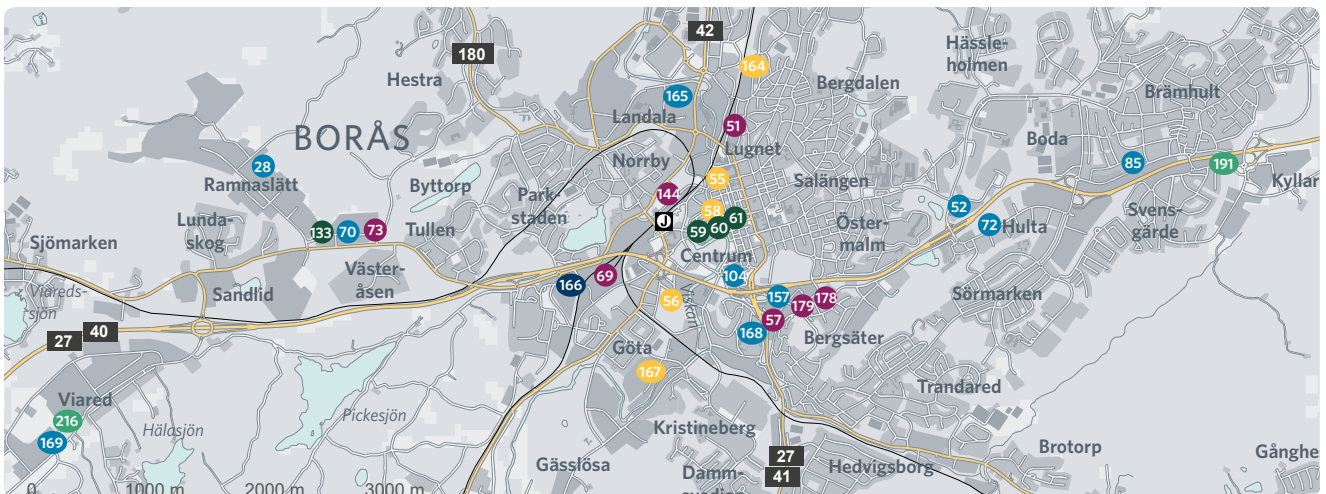 42
Hässle-
holmen
180
164
Hestra
Bergdalen
Brämhult
165
Landala
51
BORÅS
Lugnet
Boda
28
Norrby
85
191
Ramnaslätt
Byttorp
55
Salängen
Kyllar
Park-
staden
144
52
Lunda-
skog
58
61
Svens-
gärde
133
70
73
Tullen
J
59
60
Öster-
malm
72
Hulta
Sjömarken
Centrum
Väster-
åsen
69
104
Viareds-
sjön
Sandlid
166
56
Viskan
157
179
178
Sörmarken
40
27
57
168
Göta
Bergsäter
167
Trandared
Viared
216
Pickesjön
169
Hälasjön
Kristineberg
Brotorp
27
41
Gässlösa
Damm-
Hedvigsborg
Gånghe
0
1000 m
2000 m
3000 m